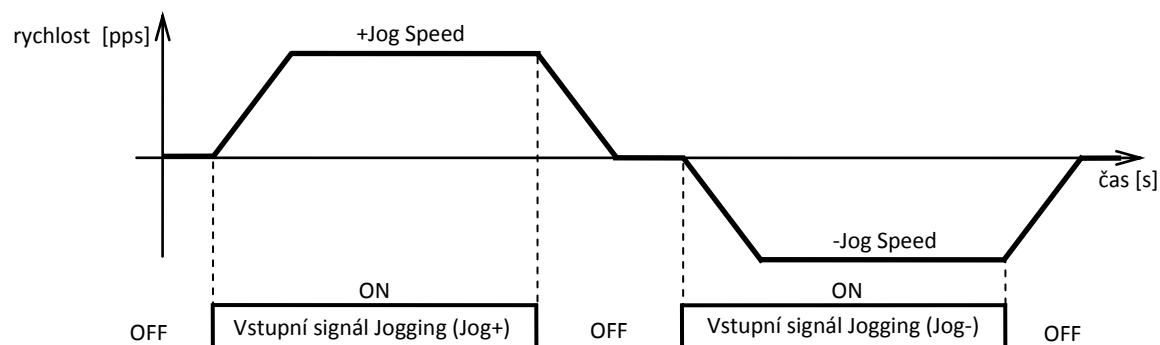 rychlost [pps]
+Jog Speed
čas [s]
-Jog Speed
ON
ON
OFF
Vstupní signál Jogging (Jog+)
OFF
Vstupní signál Jogging (Jog-)
OFF